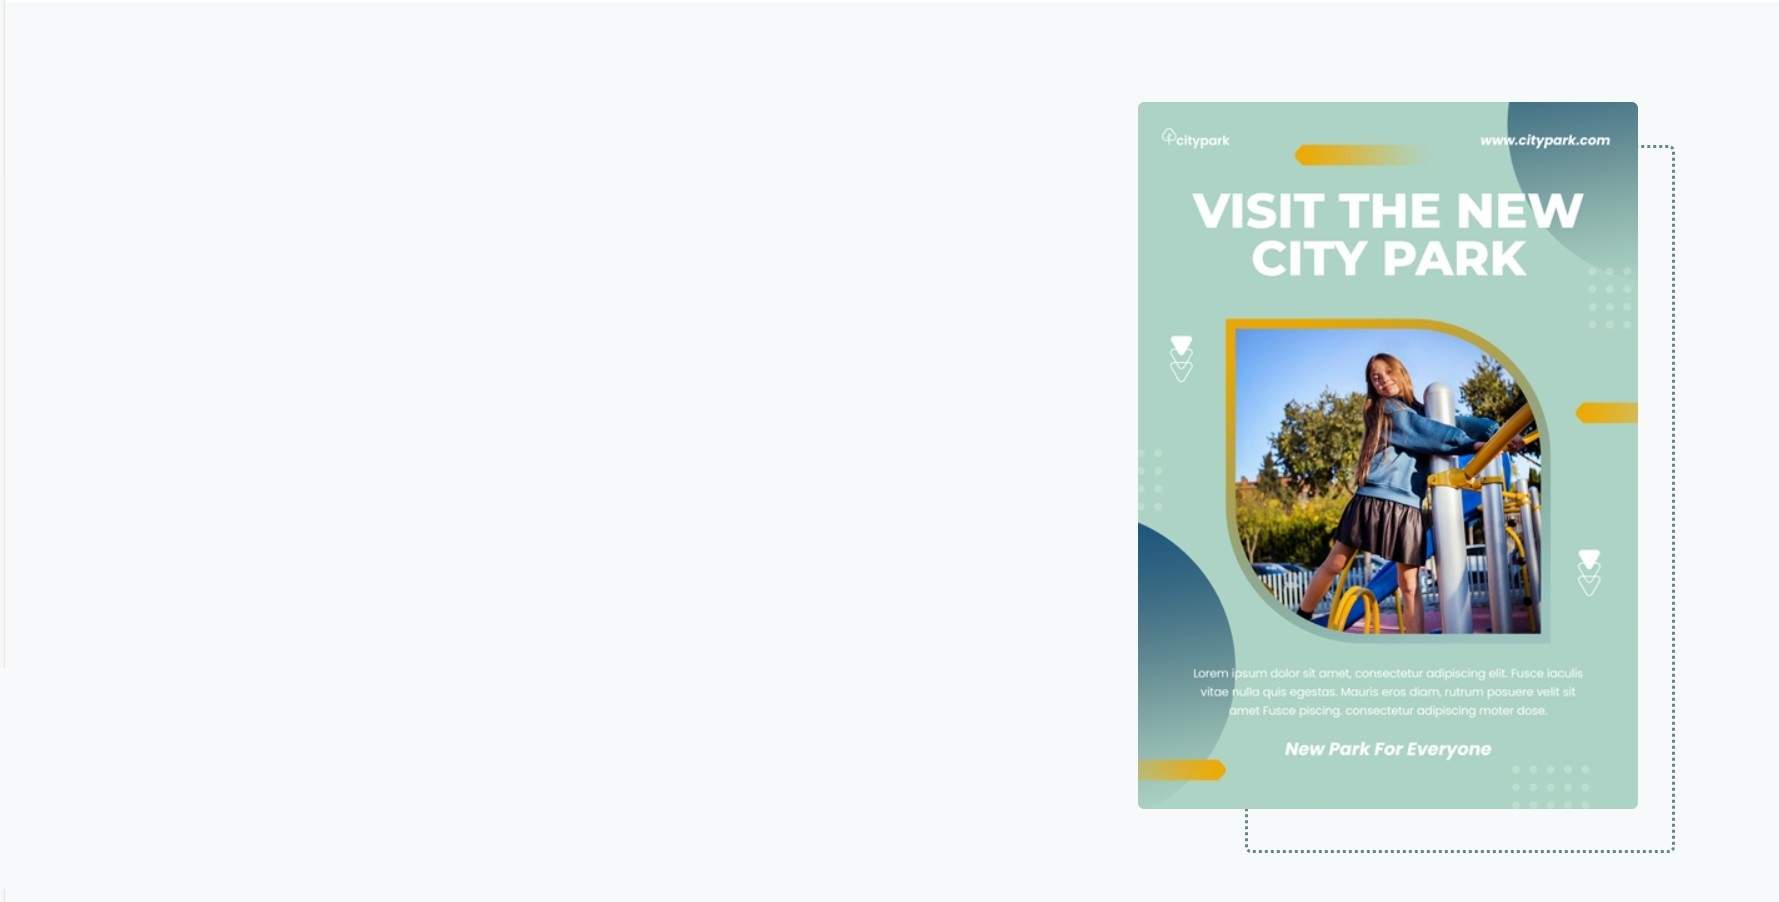 citypark
www.citypark.com
VISIT THE NEW
CITY PARK
Lorem ipsum dolor sit amet, consectetur adipiscing elit. Fusce iaculis
vitae nulla quis egestas. Mauris eros diam, rutrum posuere velit sit
amet Fusce piscing. consectetur adipiscing moter dose.
New Park For Everyone